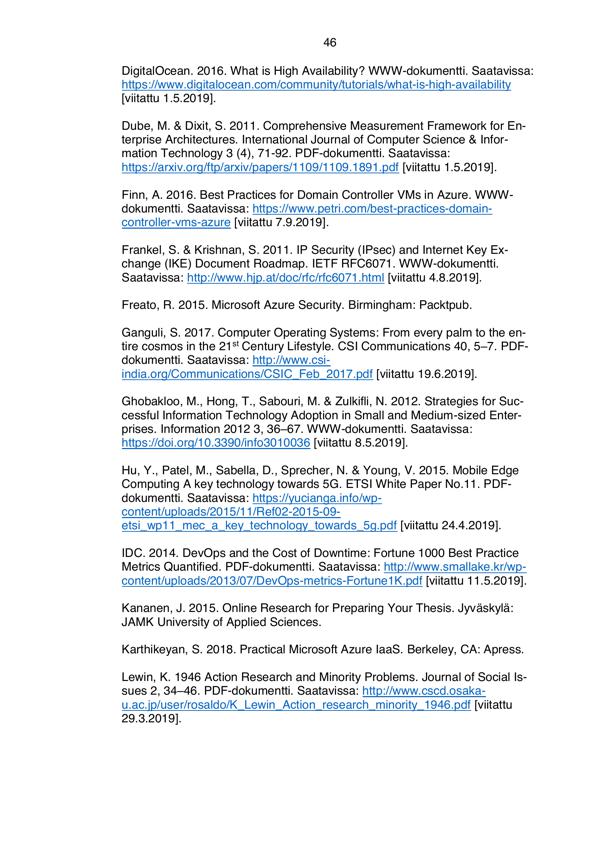 46
DigitalOcean. 2016. What is High Availability? WWW-dokumentti. Saatavissa:
https://www.digitalocean.com/community/tutorials/what-is-high-availability
[viitattu 1.5.2019].
Dube, M. & Dixit, S. 2011. Comprehensive Measurement Framework for En-
terprise Architectures. International Journal of Computer Science & Infor-
mation Technology 3 (4), 71-92. PDF-dokumentti. Saatavissa:
https://arxiv.org/ftp/arxiv/papers/1109/1109.1891.pdf [viitattu 1.5.2019].
Finn, A. 2016. Best Practices for Domain Controller VMs in Azure. WWW-
dokumentti. Saatavissa: https://www.petri.com/best-practices-domain-
controller-vms-azure [viitattu 7.9.2019].
Frankel, S. & Krishnan, S. 2011. IP Security (IPsec) and Internet Key Ex-
change (IKE) Document Roadmap. IETF RFC6071. WWW-dokumentti.
Saatavissa: http://www.hjp.at/doc/rfc/rfc6071.html [viitattu 4.8.2019].
Freato, R. 2015. Microsoft Azure Security. Birmingham: Packtpub.
Ganguli, S. 2017. Computer Operating Systems: From every palm to the en-
tire cosmos in the 21st Century Lifestyle. CSI Communications 40, 5–7. PDF-
dokumentti. Saatavissa: http://www.csi-
india.org/Communications/CSIC_Feb_2017.pdf [viitattu 19.6.2019].
Ghobakloo, M., Hong, T., Sabouri, M. & Zulkifli, N. 2012. Strategies for Suc-
cessful Information Technology Adoption in Small and Medium-sized Enter-
prises. Information 2012 3, 36–67. WWW-dokumentti. Saatavissa:
https://doi.org/10.3390/info3010036 [viitattu 8.5.2019].
Hu, Y., Patel, M., Sabella, D., Sprecher, N. & Young, V. 2015. Mobile Edge
Computing A key technology towards 5G. ETSI White Paper No.11. PDF-
dokumentti. Saatavissa: https://yucianga.info/wp-
content/uploads/2015/11/Ref02-2015-09-
etsi_wp11_mec_a_key_technology_towards_5g.pdf [viitattu 24.4.2019].
IDC. 2014. DevOps and the Cost of Downtime: Fortune 1000 Best Practice
Metrics Quantified. PDF-dokumentti. Saatavissa: http://www.smallake.kr/wp-
content/uploads/2013/07/DevOps-metrics-Fortune1K.pdf [viitattu 11.5.2019].
Kananen, J. 2015. Online Research for Preparing Your Thesis. Jyväskylä:
JAMK University of Applied Sciences.
Karthikeyan, S. 2018. Practical Microsoft Azure IaaS. Berkeley, CA: Apress.
Lewin, K. 1946 Action Research and Minority Problems. Journal of Social Is-
sues 2, 34–46. PDF-dokumentti. Saatavissa: http://www.cscd.osaka-
u.ac.jp/user/rosaldo/K_Lewin_Action_research_minority_1946.pdf [viitattu
29.3.2019].